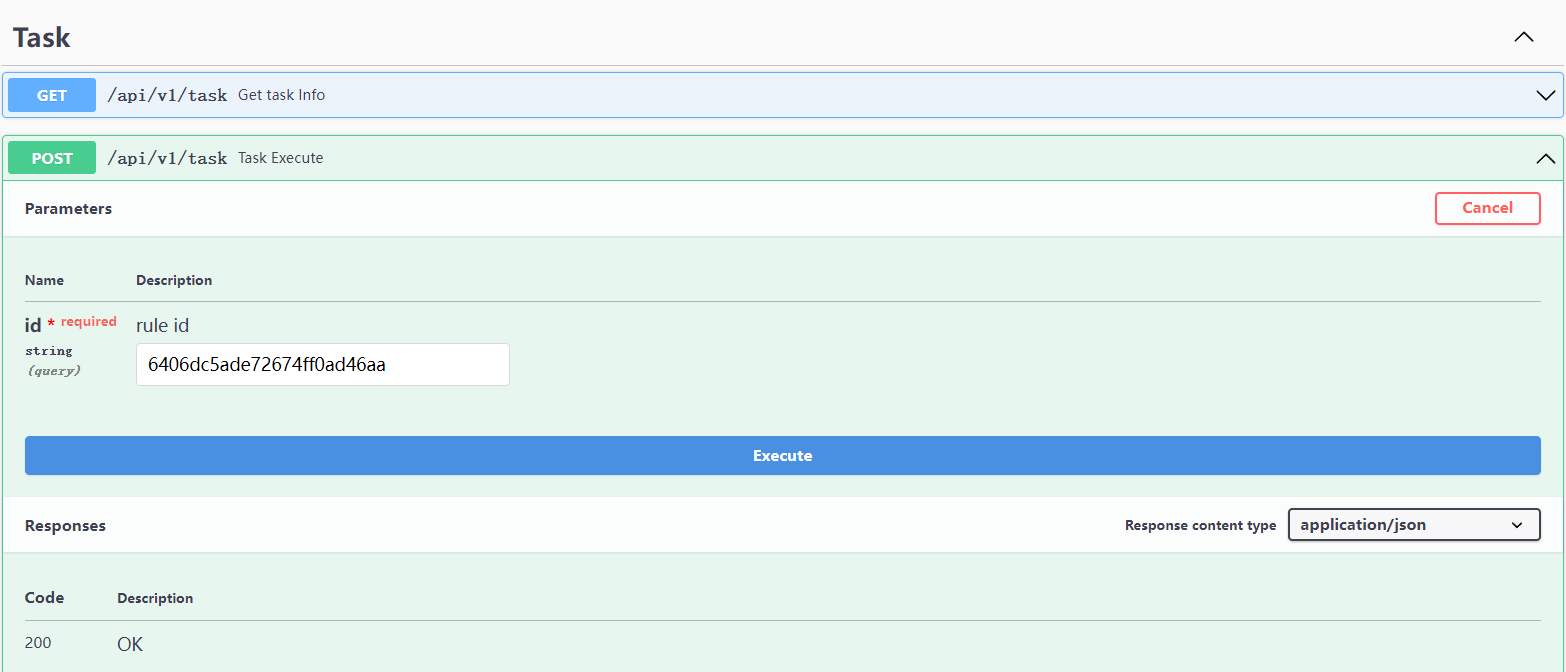 Task
GET /api/v1/task Get task Info
POST /api/v1/task Task Execute
Parameters Cancel
Name Description
id * required rule id
string
(query)
6406dc5ade72674ff0ad46aa
Execute
Responses Response content type application/json
Code Description
200 OK